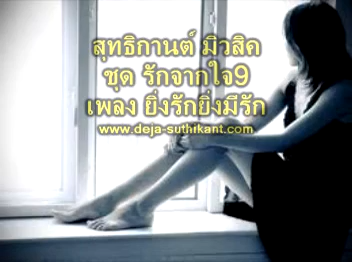 สุทธิกานต์ มิวสิค
ชุด รักจากใจ9
เพลง ยิ่งรักยิ่งมีรัก
www.deja-suthikant.com